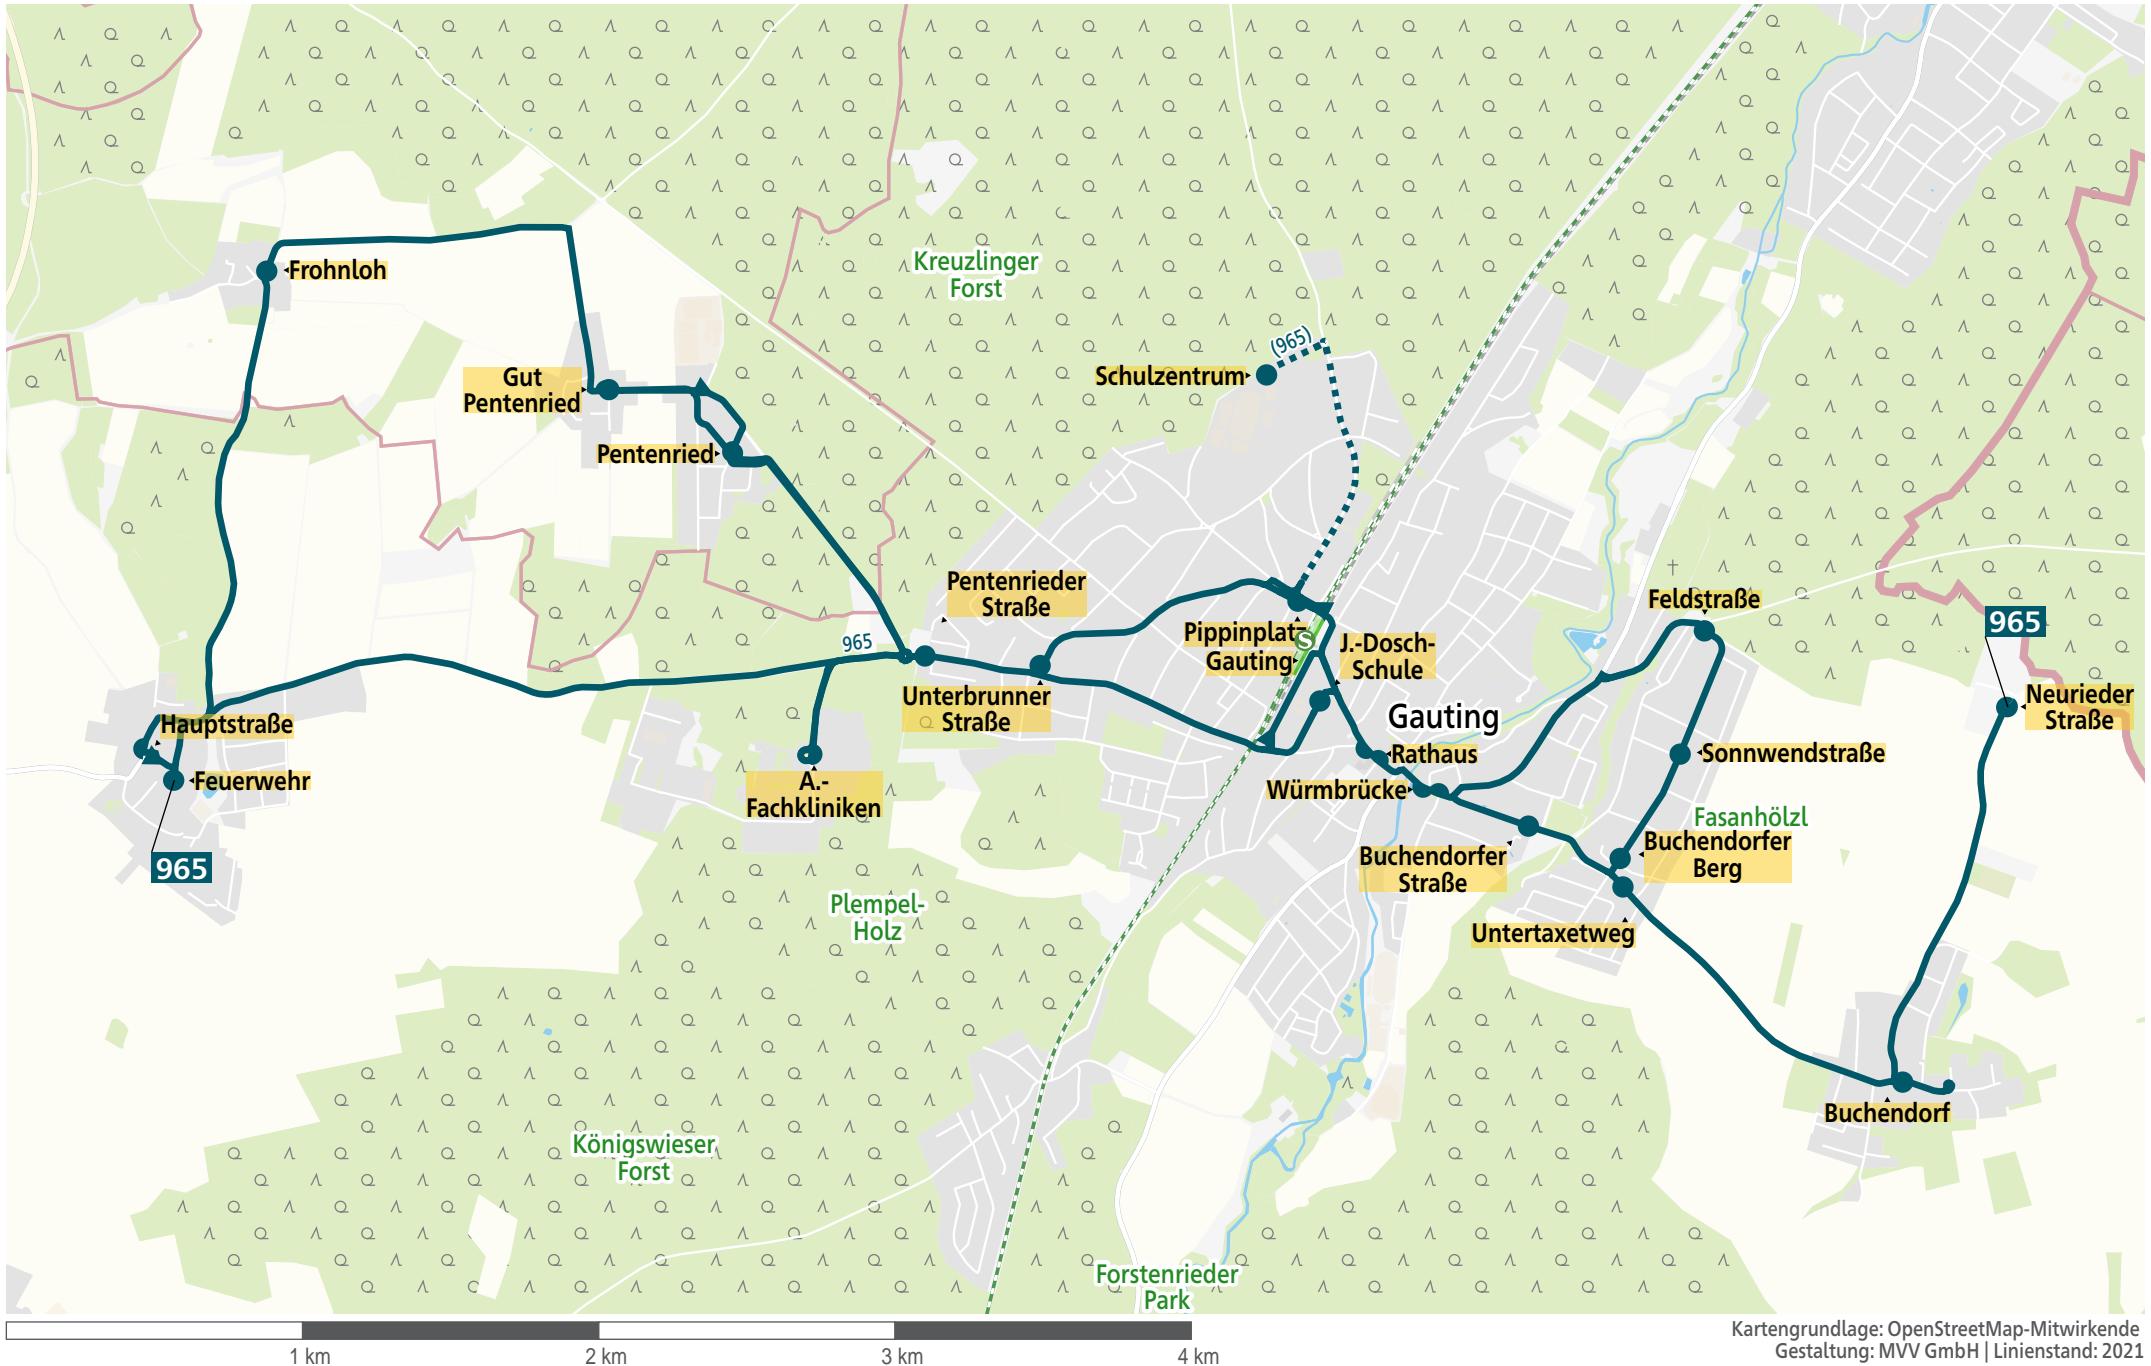 Kreuzlinger
Forst
Frohnloh
(965)
Gut
Pentenried
Schulzentrum
Pentenried
Pentenrieder
Straße
Feldstraße
965
965
Pippinplatz
S
Gauting
J.-Dosch-
Schule
Unterbrunner
Straße
Gauting
Neurieder
Straße
Hauptstraße
Rathaus
Sonnwendstraße
Feuerwehr
A.-
Fachkliniken
Würmbrücke
Fasanhölzl
965
Buchendorfer
Straße
Buchendorfer
Berg
Plempel-
Holz
Untertaxetweg
Buchendorf
Königswieser
Forst
Forstenrieder
Park
1 km
2 km
3 km
4 km
Kartengrundlage: OpenStreetMap-Mitwirkende
Gestaltung: MVV GmbH | Linienstand: 2021